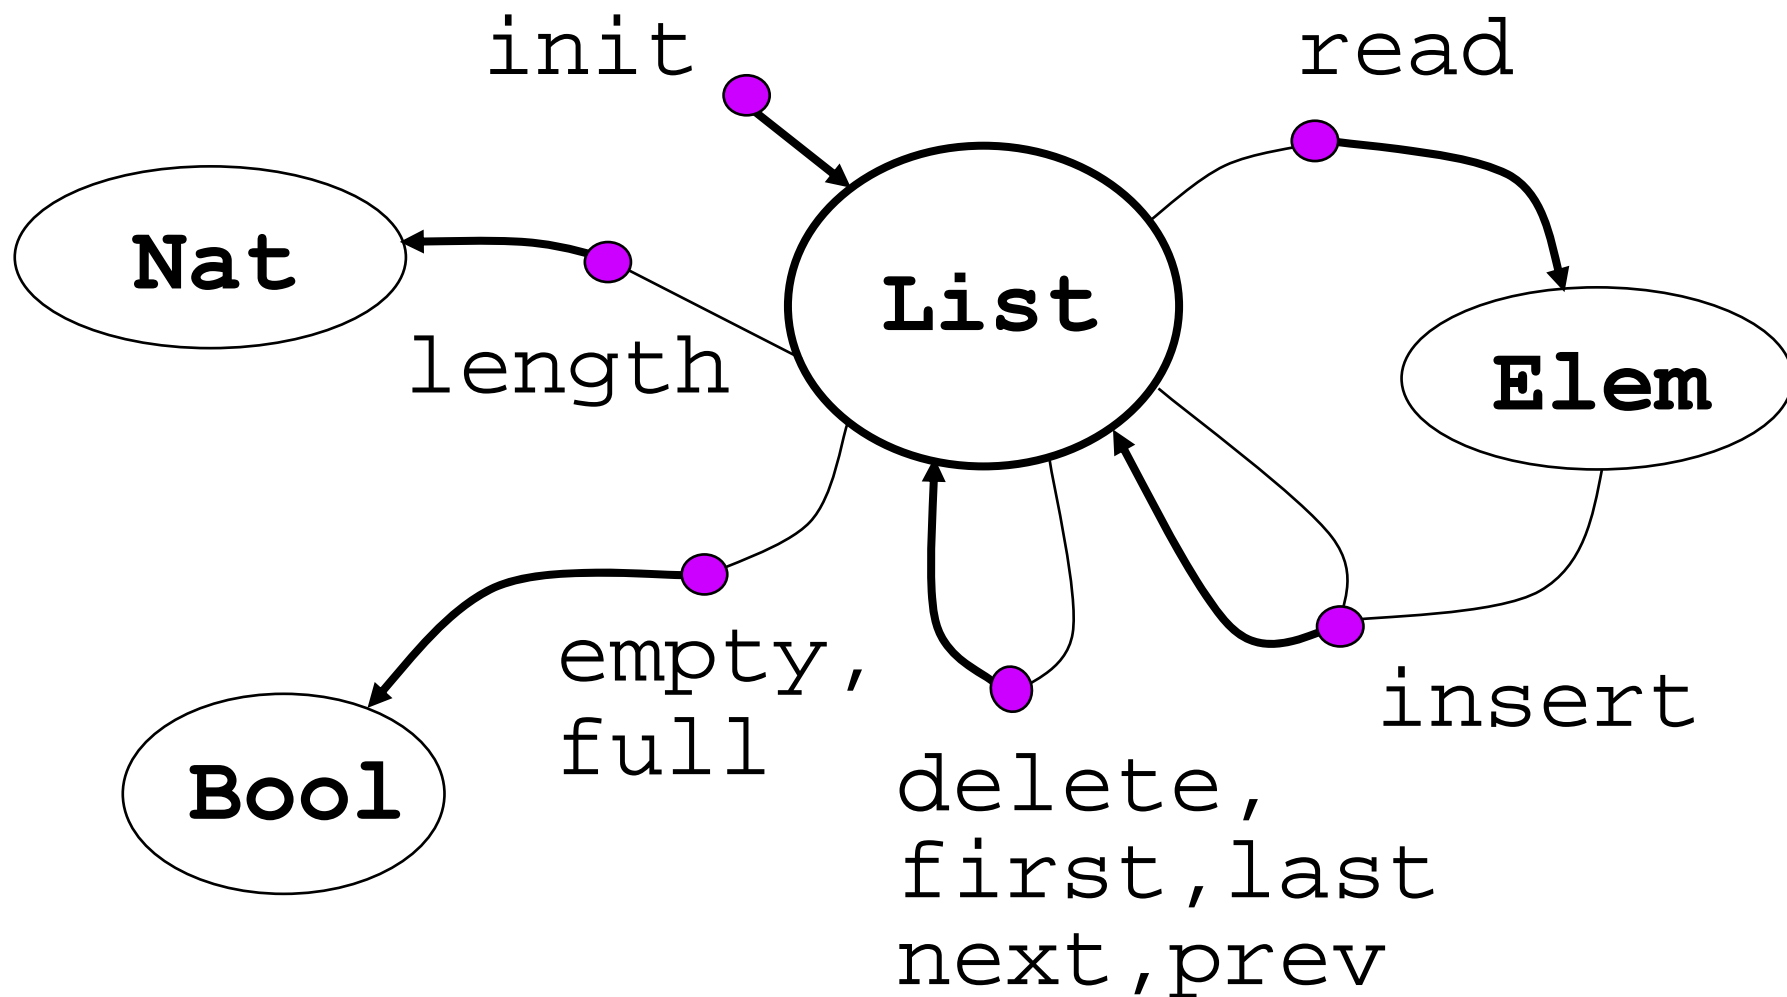 init
read
Nat
List
length
Elem
empty,
full
insert
Bool
delete,
first,last
next,prev